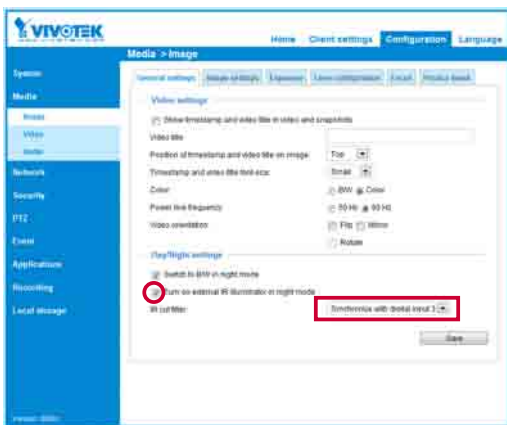 VIVOTEK
Home Client settings Configuration Language
Media > Image
General settings Image settings Exposure Lens configuration Focus Privacy mask
System
Media
Image
Video
Audio
Network
Security
PTZ
Event
Applications
Recording
Local storage
Video settings
Show timestamp and video title in video and snapshots
Video title
Position of timestamp and video title on image: Top
Timestamp and video title font size: Small
Color: B/W Color
Power line frequency: 50 Hz 60 Hz
Video orientation: Flip Mirror
Rotate
Day/Night settings
Switch to B/W in night mode
Turn on external IR illuminator in night mode
IR cut filter: Synchronize with digital input
Save